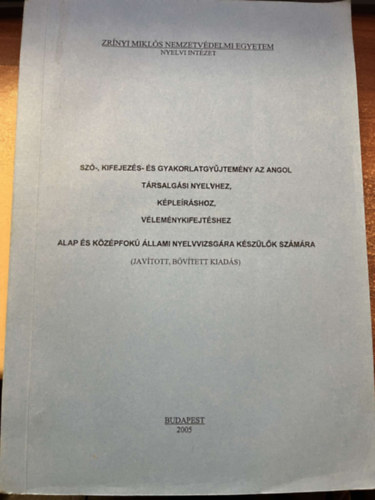 ZRÍNYI MIKLÓS NEMZETVÉDELMI EGYETEM
NYELVI INTÉZET
SZÓ-, KIFEJEZÉS- ÉS GYAKORLATGYŰJTEMÉNY AZ ANGOL
TÁRSALGÁSI NYELVHEZ,
KÉPLEÍRÁSHOZ,
VÉLEMÉNYKIFEJTÉSHEZ
ALAP ÉS KÖZÉPFOKÚ ÁLLAMI NYELVVIZSGÁRA KÉSZÜLŐK SZÁMÁRA
(JAVÍTOTT, BŐVÍTETT KIADÁS)
BUDAPEST
2005